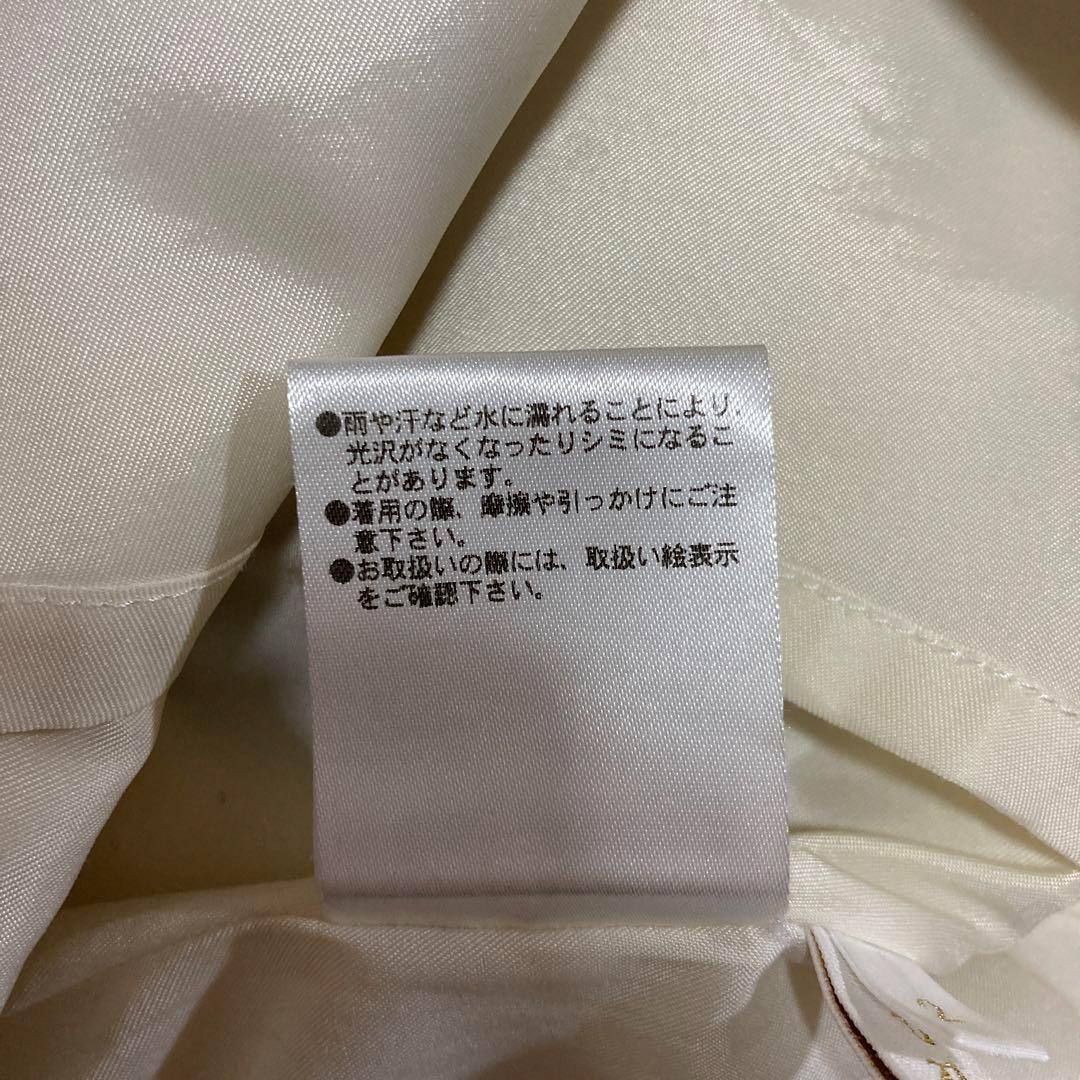 ●雨や汗など水に濡れることにより、
光沢がなくなったりシミになるこ
とがあります。
●着用の際、摩擦や引っかけにご注
意下さい。
●お取扱いの際には、取扱い絵表示
をご確認下さい。